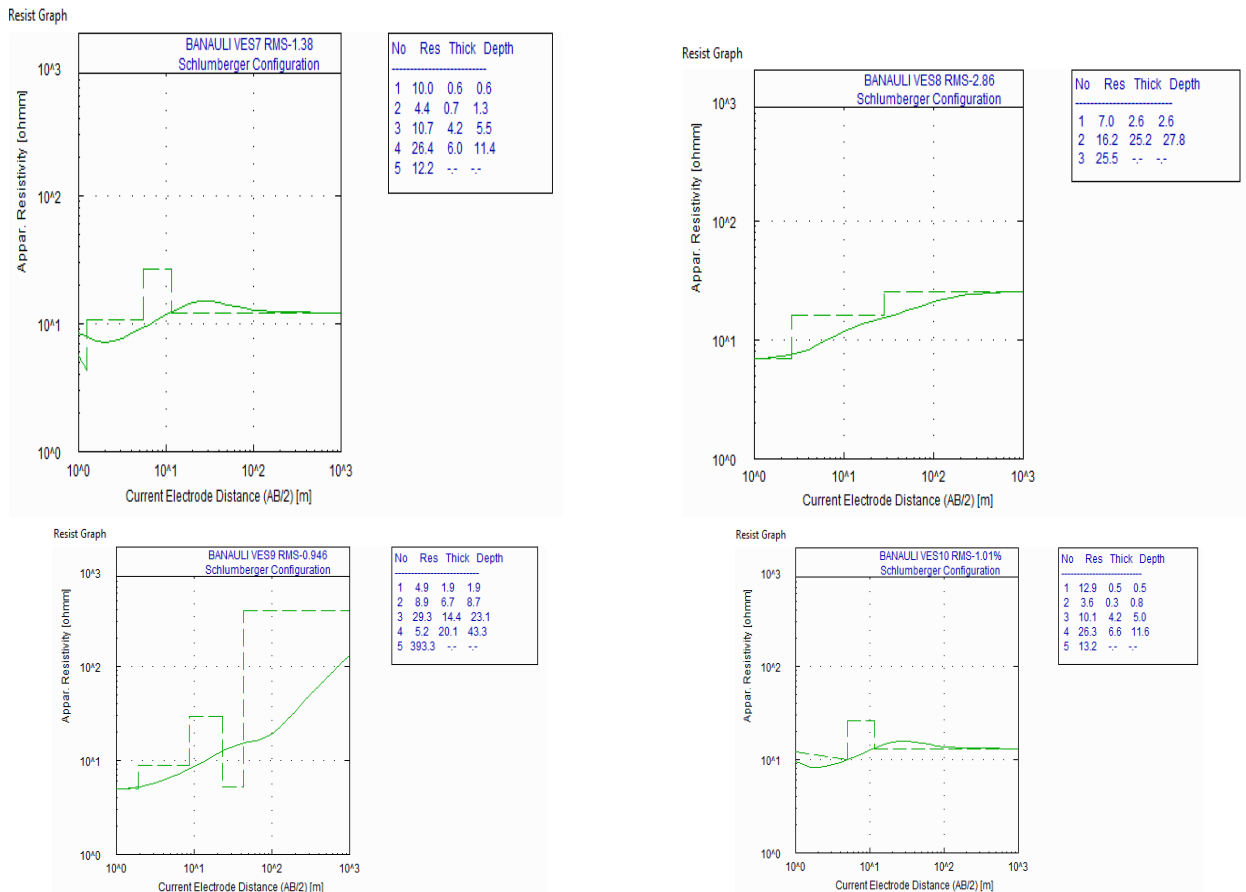 Resist Graph
BANAULI VES7 RMS-1.38
Schlumberger Configuration
No Res Thick Depth
--------------------------
1 10.0 0.6 0.6
2 4.4 0.7 1.3
3 10.7 4.2 5.5
4 26.4 6.0 11.4
5 12.2 -.- -.-
Appar. Resistivity [ohmm]
10^3
10^2
10^1
10^0
10^0 10^1 10^2 10^3
Current Electrode Distance (AB/2) [m]
Resist Graph
BANAULI VES8 RMS-2.86
Schlumberger Configuration
No Res Thick Depth
--------------------------
1 7.0 2.6 2.6
2 16.2 25.2 27.8
3 25.5 -.- -.-
Appar. Resistivity [ohmm]
10^3
10^2
10^1
10^0
10^0 10^1 10^2 10^3
Current Electrode Distance (AB/2) [m]
Resist Graph
BANAULI VES9 RMS-0.946
Schlumberger Configuration
No Res Thick Depth
--------------------------
1 4.9 1.9 1.9
2 8.9 6.7 8.7
3 29.3 14.4 23.1
4 5.2 20.1 43.3
5 393.3 -.- -.-
Appar. Resistivity [ohmm]
10^3
10^2
10^1
10^0
10^0 10^1 10^2 10^3
Current Electrode Distance (AB/2) [m]
Resist Graph
BANAULI VES10 RMS-1.01%
Schlumberger Configuration
No Res Thick Depth
--------------------------
1 12.9 0.5 0.5
2 3.6 0.3 0.8
3 10.1 4.2 5.0
4 26.3 6.6 11.6
5 13.2 -.- -.-
Appar. Resistivity [ohmm]
10^3
10^2
10^1
10^0
10^0 10^1 10^2 10^3
Current Electrode Distance (AB/2) [m]